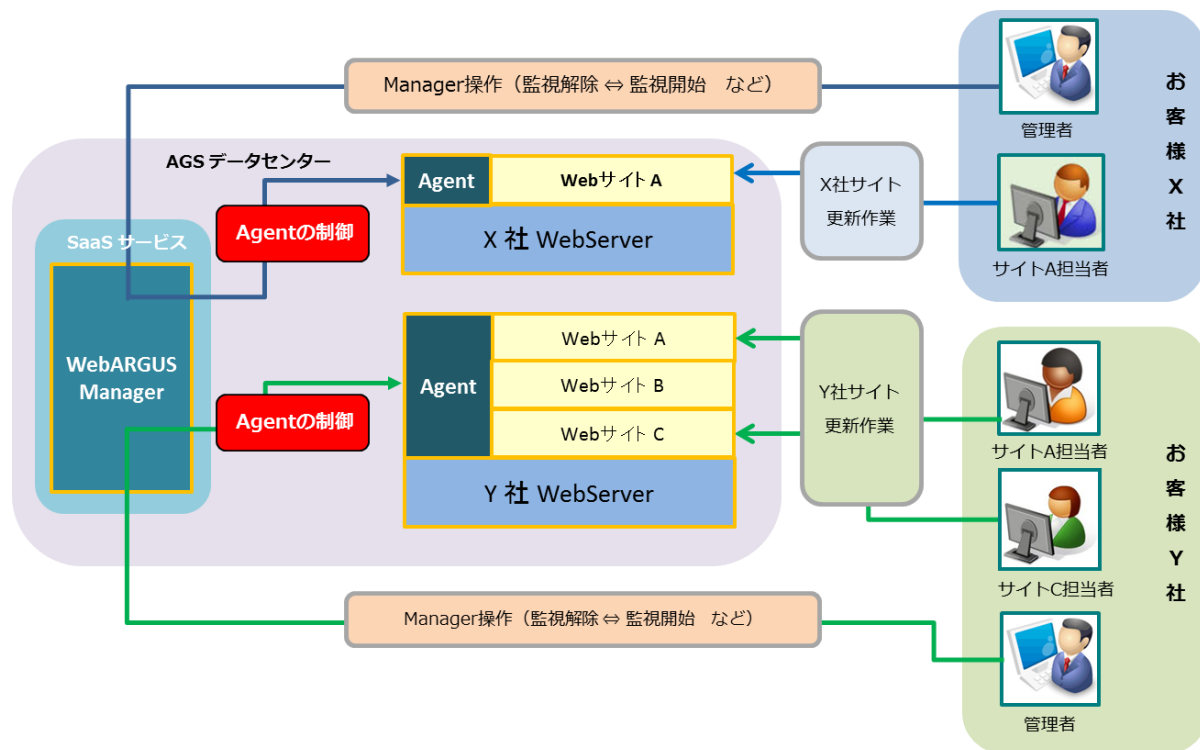 Manager操作（監視解除 ⇔ 監視開始　など）
管理者
お客様X社
AGS データセンター
Agent
Webサイト A
X 社 WebServer
X社サイト
更新作業
サイトA担当者
Agentの制御
SaaS サービス
WebARGUS
Manager
Agent
Webサイト A
Webサイト B
Webサイト C
Y 社 WebServer
Agentの制御
Y社サイト
更新作業
サイトA担当者
サイトC担当者
お客様Y社
Manager操作（監視解除 ⇔ 監視開始　など）
管理者